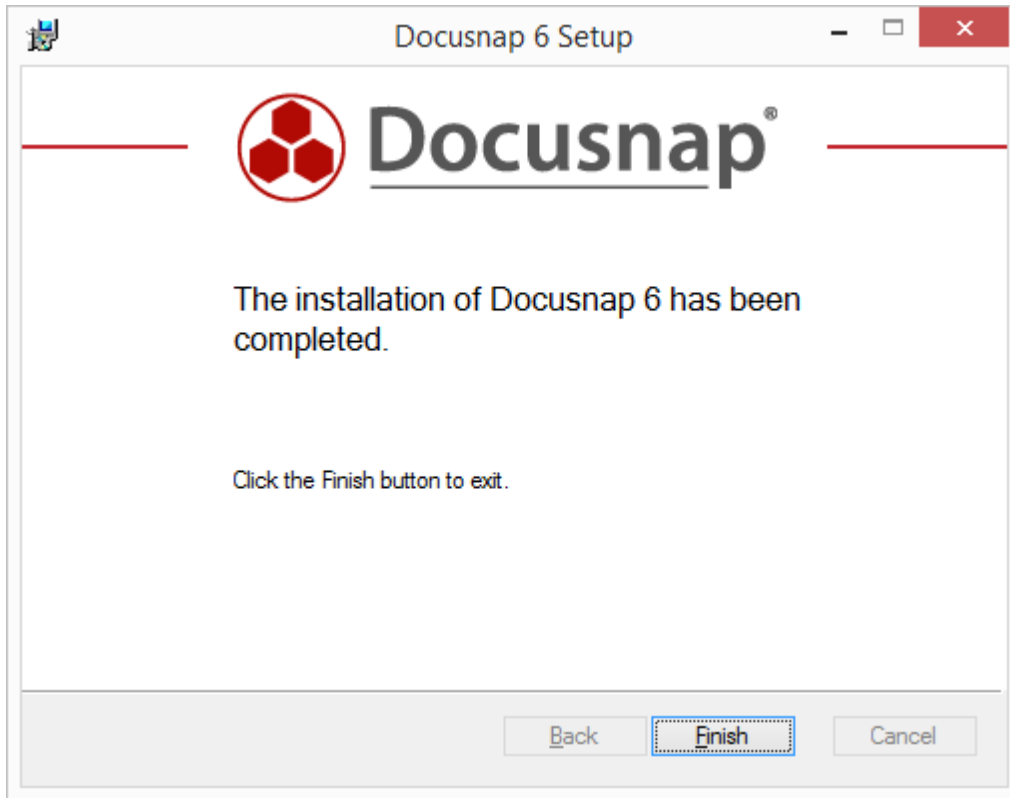 Docusnap 6 Setup
Docusnap®
The installation of Docusnap 6 has been
completed.
Click the Finish button to exit.
Back Finish Cancel